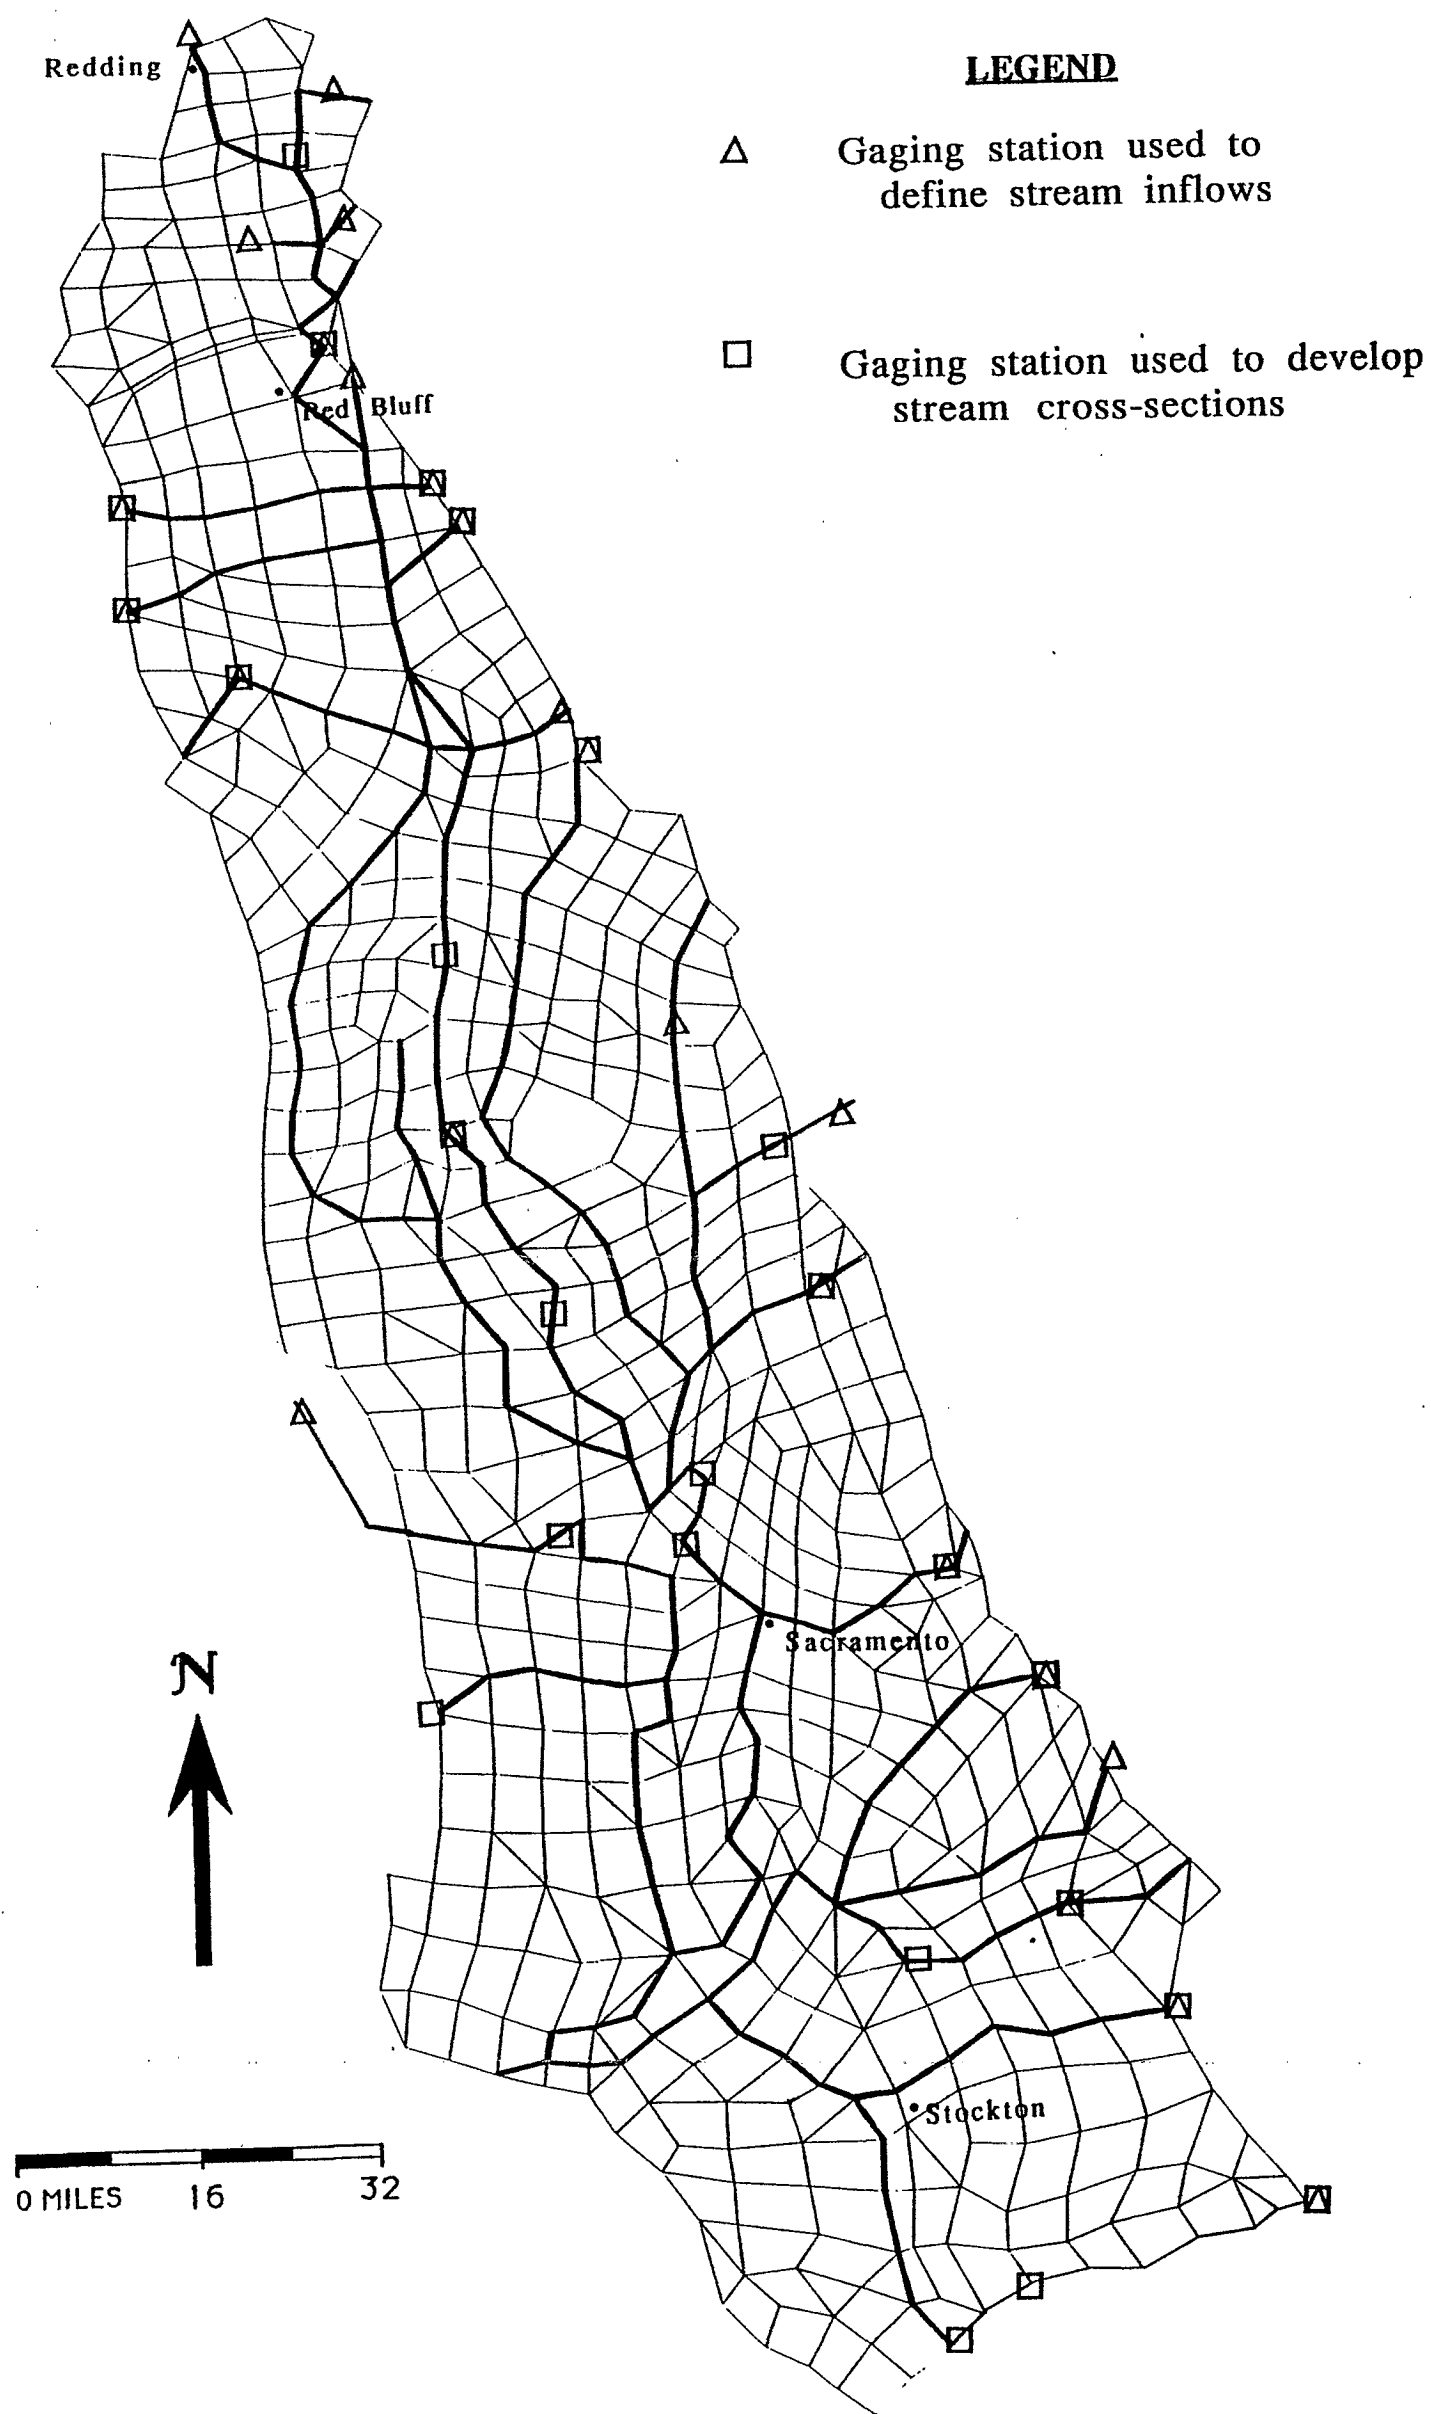 Redding
LEGEND
Gaging station used to
define stream inflows
Gaging station used to develop
stream cross-sections
Red Bluff
Sacramento
N
Stockton
0 MILES 16 32